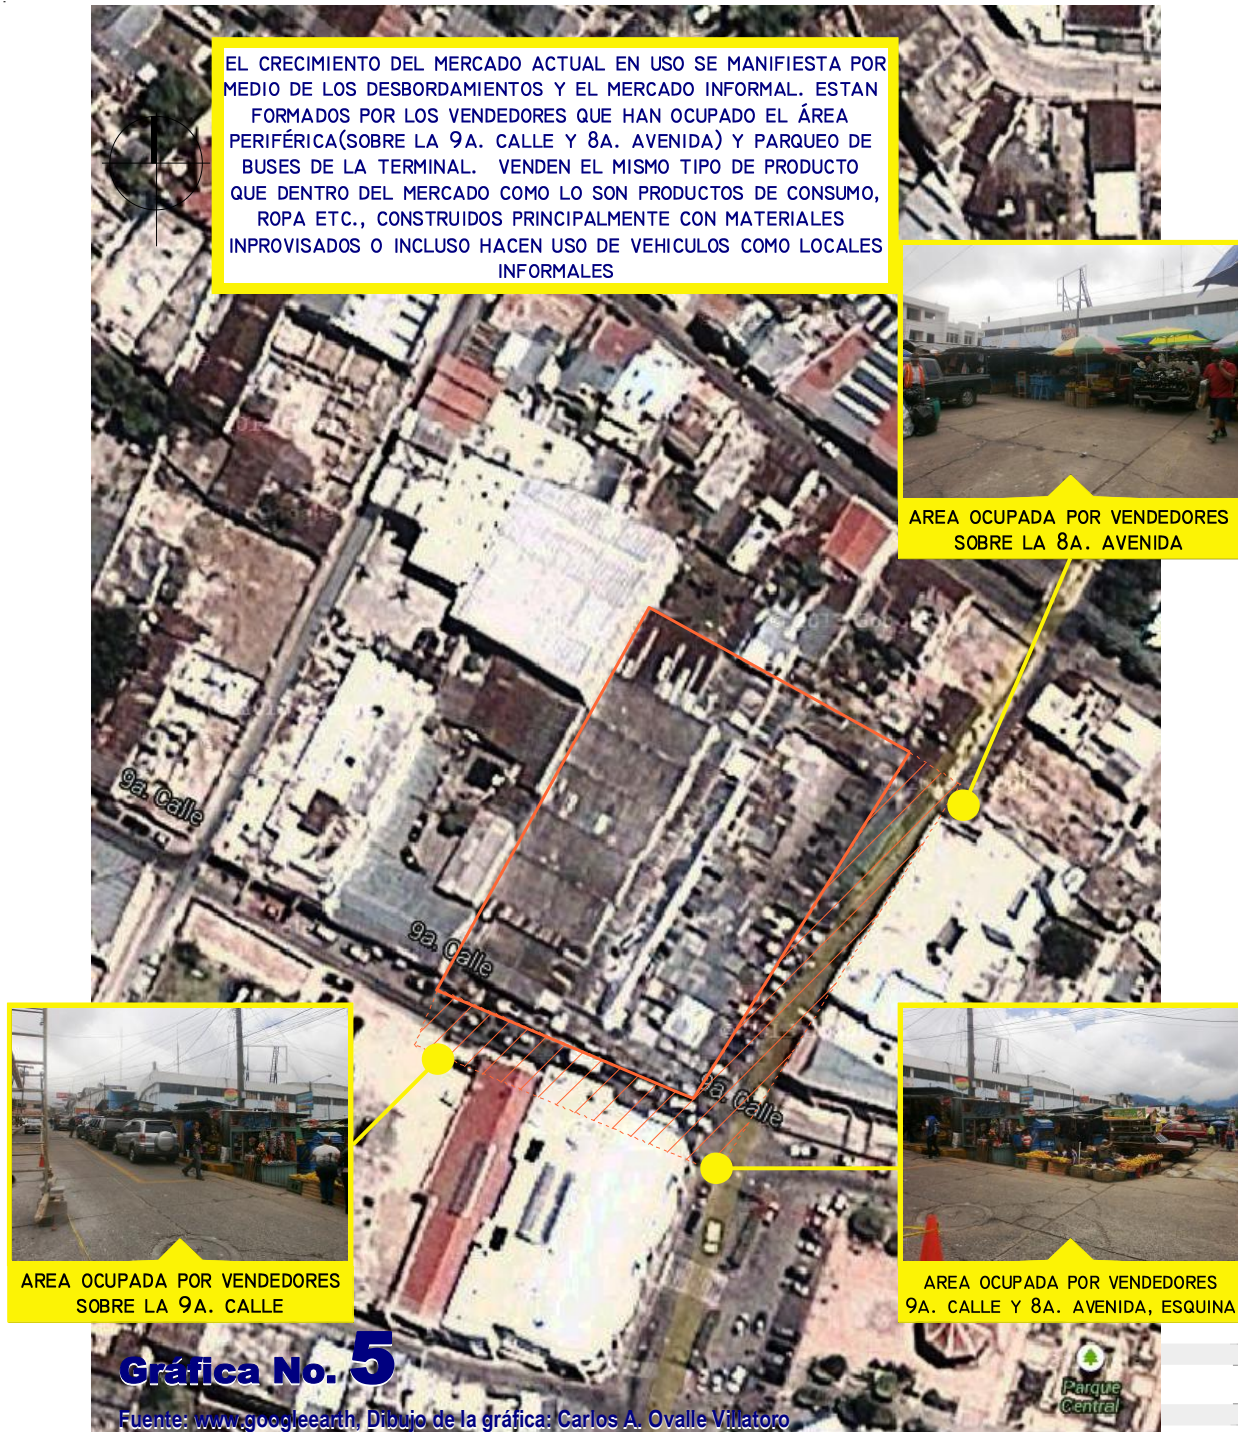 EL CRECIMIENTO DEL MERCADO ACTUAL EN USO SE MANIFIESTA POR
MEDIO DE LOS DESBORDAMIENTOS Y EL MERCADO INFORMAL. ESTAN
FORMADOS POR LOS VENDEDORES QUE HAN OCUPADO EL ÁREA
PERIFÉRICA(SOBRE LA 9A. CALLE Y 8A. AVENIDA) Y PARQUEO DE
BUSES DE LA TERMINAL. VENDEN EL MISMO TIPO DE PRODUCTO
QUE DENTRO DEL MERCADO COMO LO SON PRODUCTOS DE CONSUMO,
ROPA ETC., CONSTRUIDOS PRINCIPALMENTE CON MATERIALES
INPROVISADOS O INCLUSO HACEN USO DE VEHICULOS COMO LOCALES
INFORMALES
AREA OCUPADA POR VENDEDORES
SOBRE LA 8A. AVENIDA
9a. Calle
9a. Calle
9a. Calle
AREA OCUPADA POR VENDEDORES
SOBRE LA 9A. CALLE
AREA OCUPADA POR VENDEDORES
9A. CALLE Y 8A. AVENIDA, ESQUINA
Gráfica No. 5
Parque
Central
Fuente: www.googleearth, Dibujo de la gráfica: Carlos A. Ovalle Villatoro